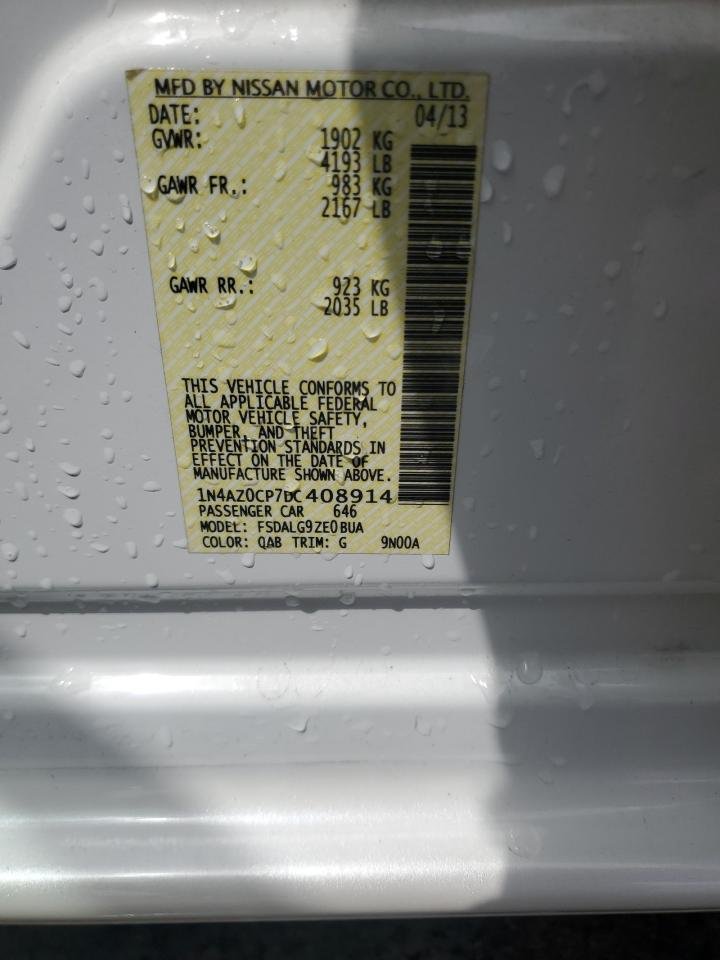 MFD BY NISSAN MOTOR CO., LTD.
DATE: 04/13
GVWR: 1902 KG
4193 LB
GAWR FR.: 983 KG
2167 LB
GAWR RR.: 923 KG
2035 LB
THIS VEHICLE CONFORMS TO
ALL APPLICABLE FEDERAL
MOTOR VEHICLE SAFETY,
BUMPER, AND THEFT
PREVENTION STANDARDS IN
EFFECT ON THE DATE OF
MANUFACTURE SHOWN ABOVE.
1N4AZ0CP7DC408914
PASSENGER CAR 646
MODEL: FSDALG9ZE0BUA
COLOR: QAB TRIM: G 9N00A